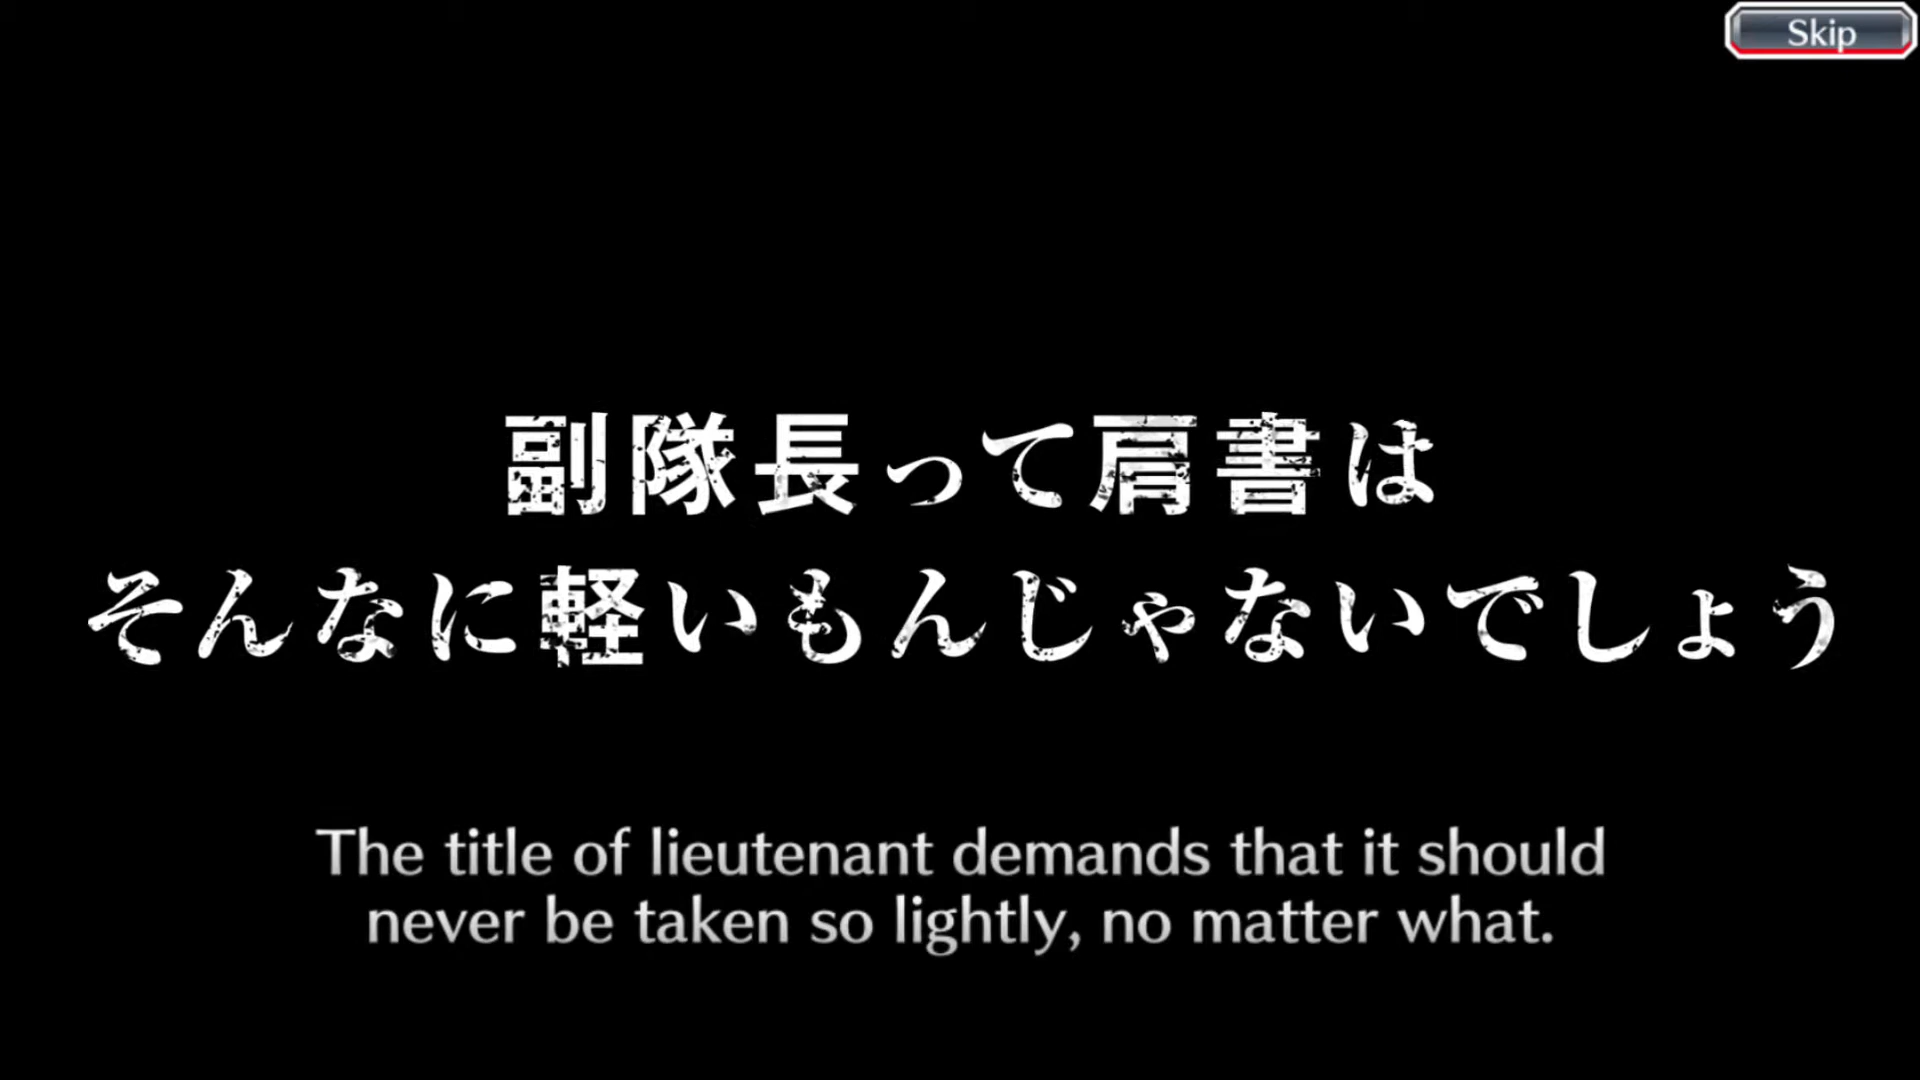 Skip
副隊長って肩書は
そんなに軽いもんじゃないでしょう
The title of lieutenant demands that it should
never be taken so lightly, no matter what.